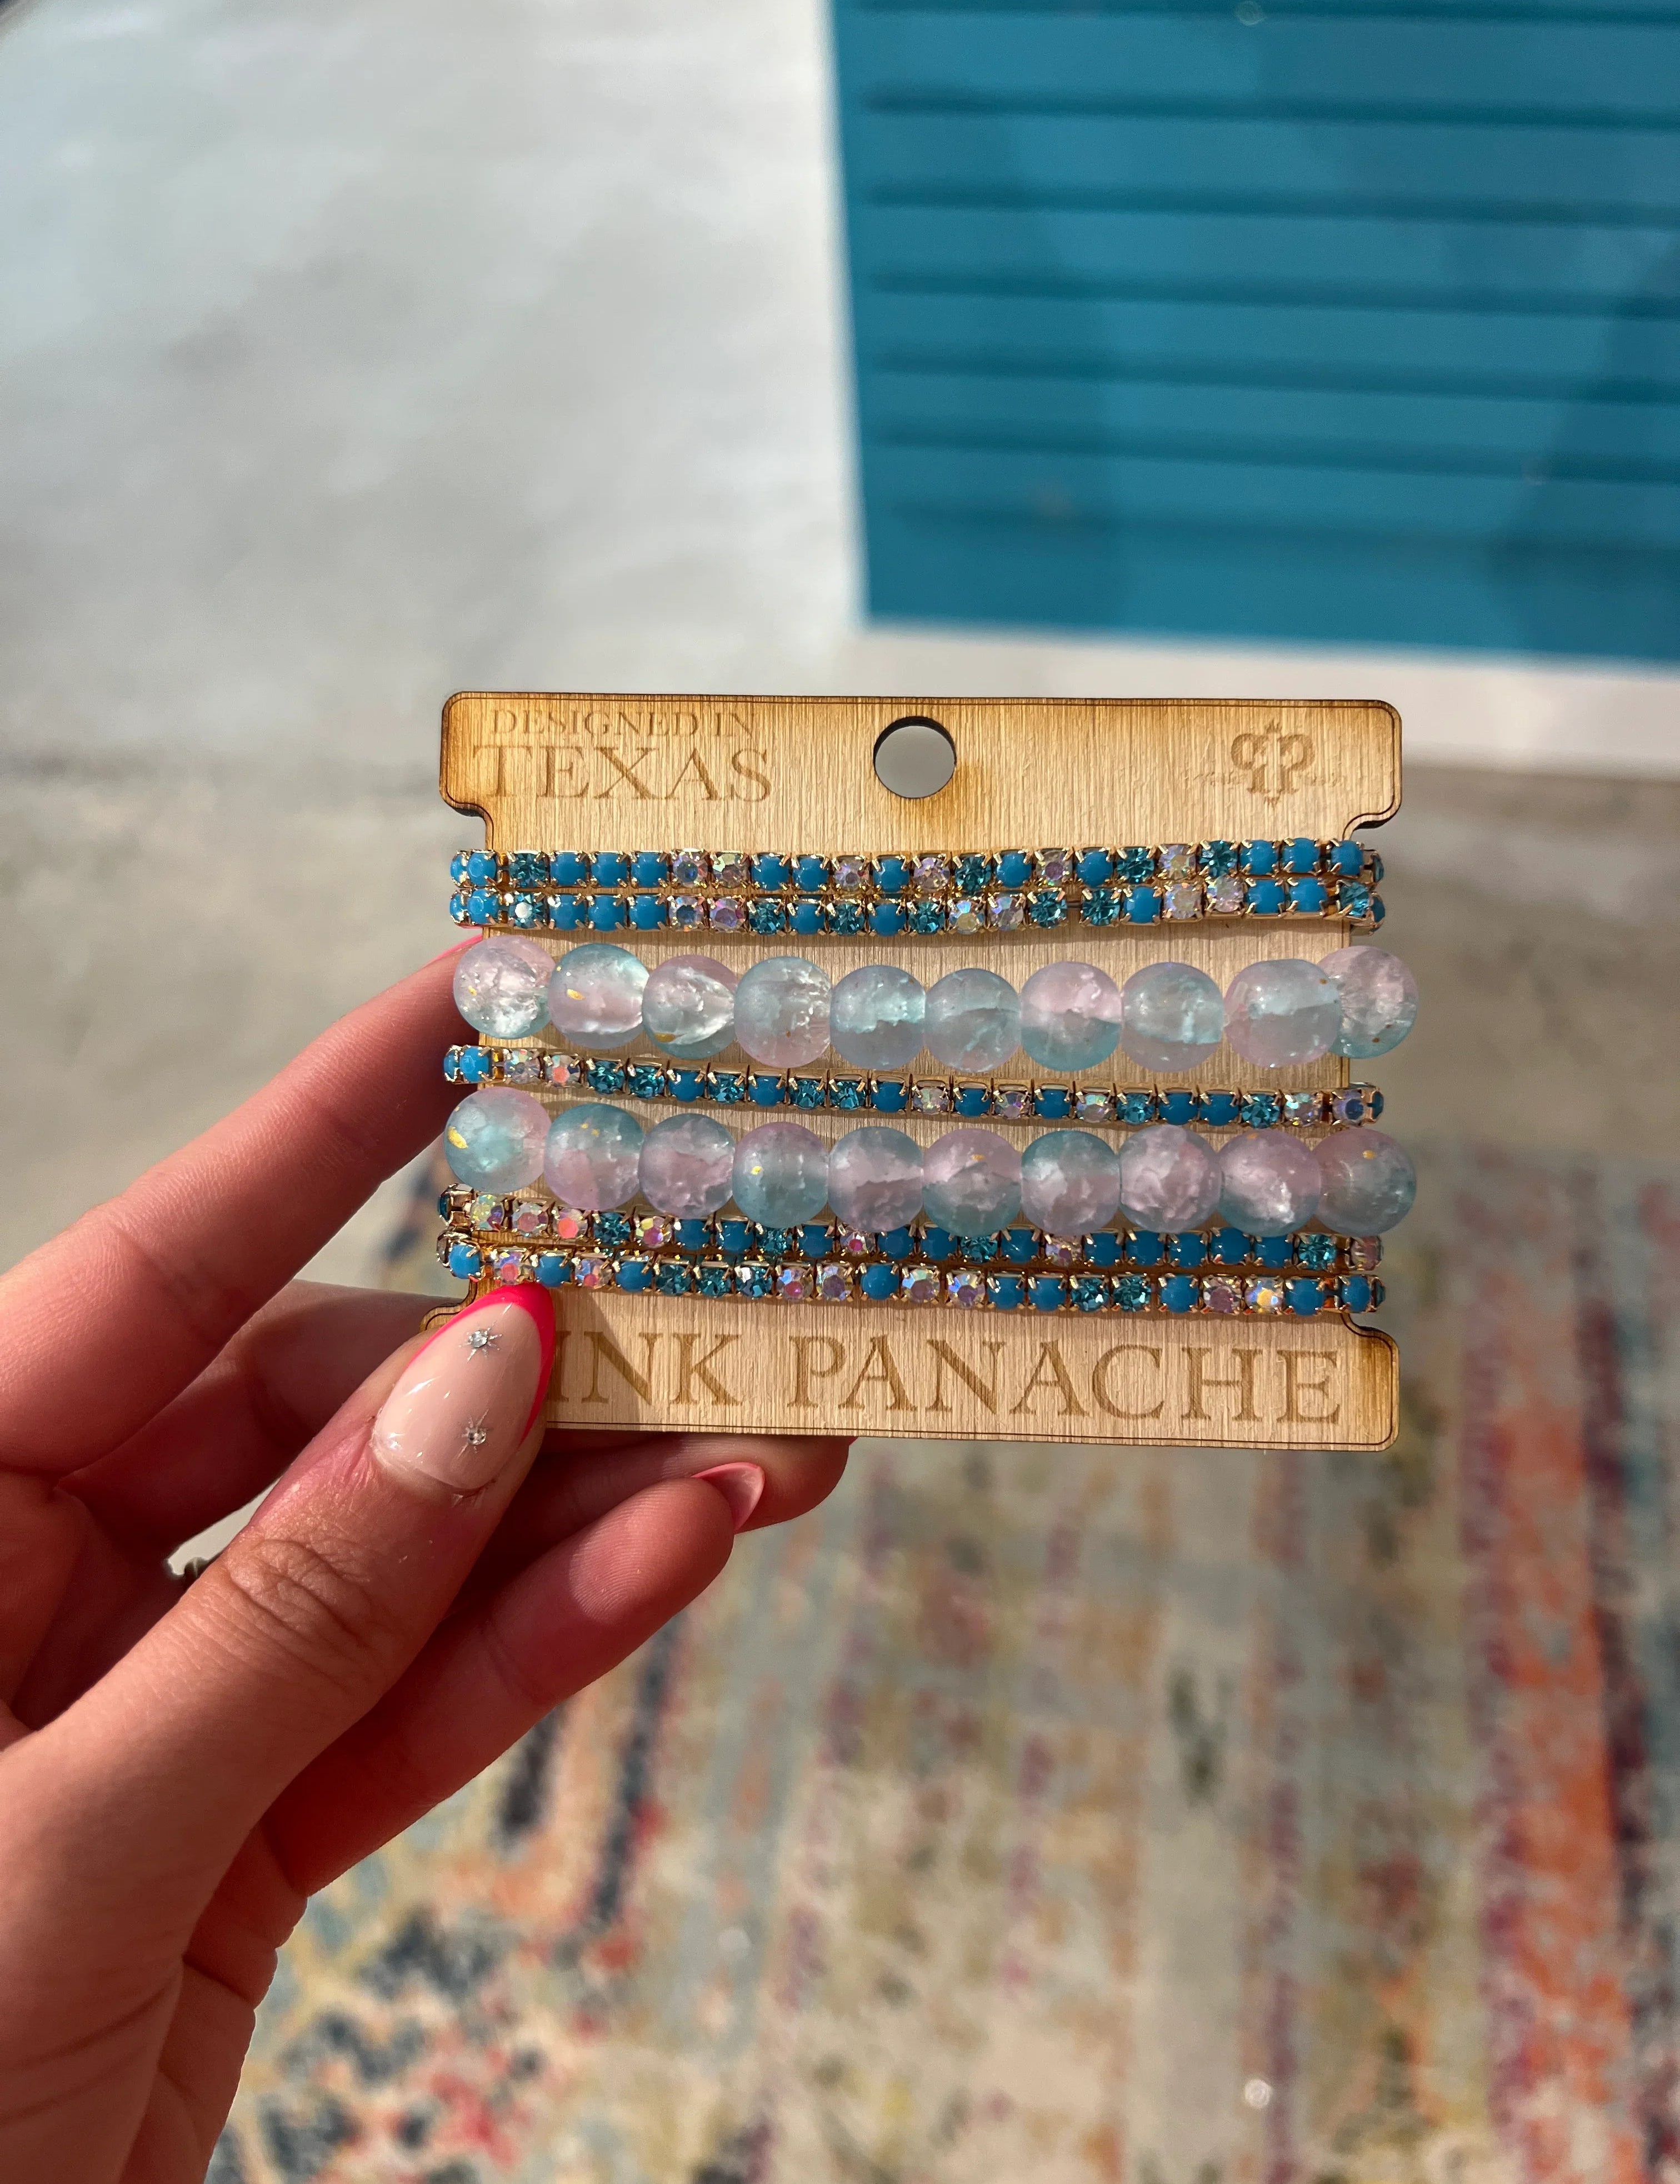 DESIGNED IN
TEXAS
INK PANACHE